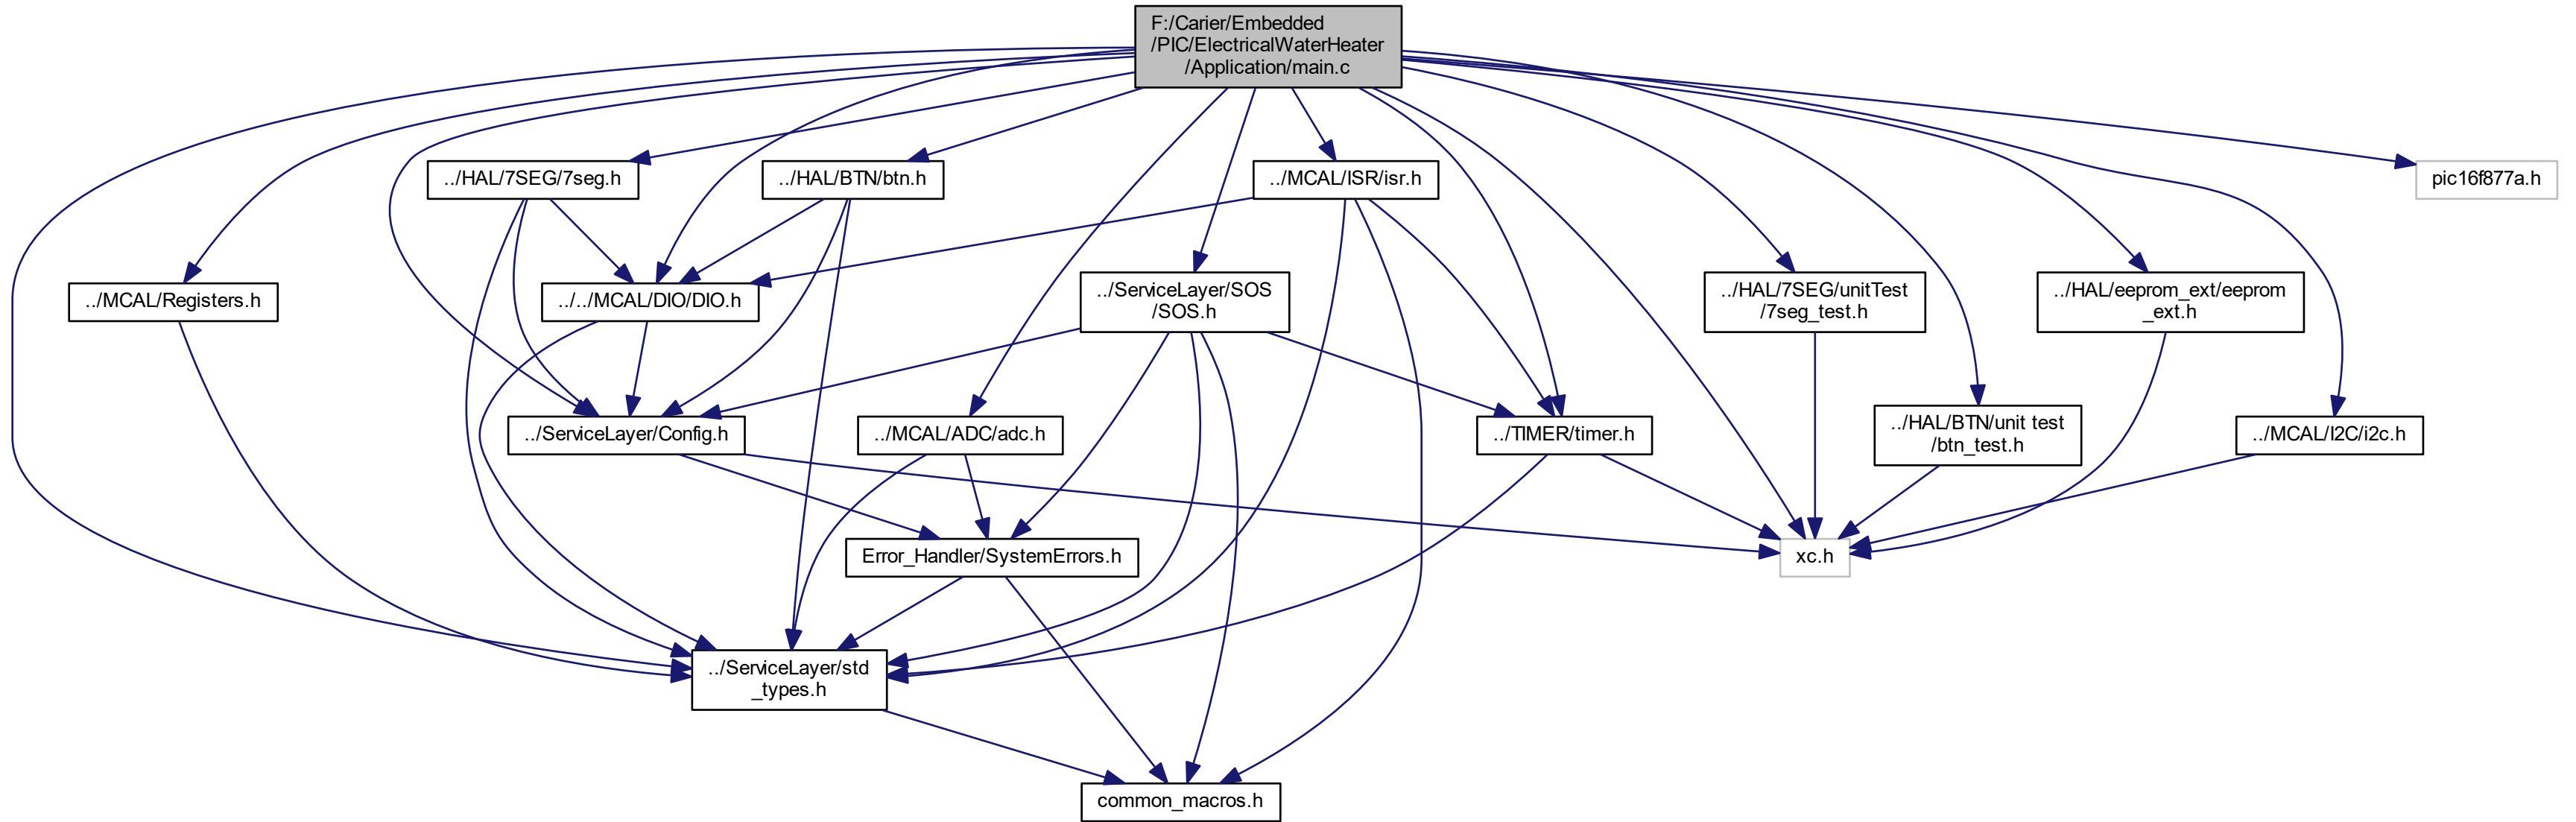 F:/Carier/Embedded
/PIC/ElectricalWaterHeater
/Application/main.c
../HAL/7SEG/7seg.h
../HAL/BTN/btn.h
../MCAL/ISR/isr.h
pic16f877a.h
../MCAL/Registers.h
../../MCAL/DIO/DIO.h
../ServiceLayer/SOS
/SOS.h
../HAL/7SEG/unitTest
/7seg_test.h
../HAL/eeprom_ext/eeprom
_ext.h
../ServiceLayer/Config.h
../MCAL/ADC/adc.h
../TIMER/timer.h
../HAL/BTN/unit test
/btn_test.h
../MCAL/I2C/i2c.h
Error_Handler/SystemErrors.h
xc.h
../ServiceLayer/std
_types.h
common_macros.h